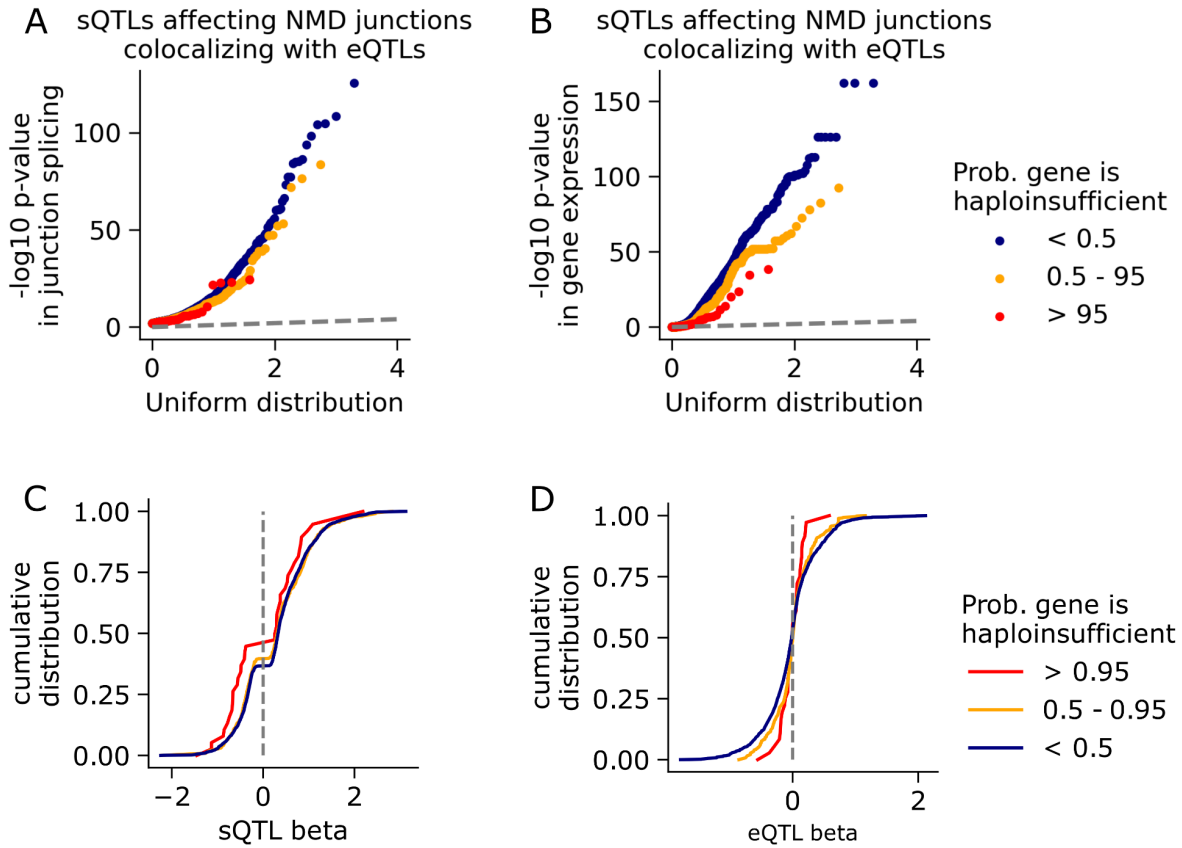 A
sQTLs affecting NMD junctions
colocalizing with eQTLs
-log10 p-value
in junction splicing
100
50
0
0
2
4
Uniform distribution
B
sQTLs affecting NMD junctions
colocalizing with eQTLs
-log10 p-value
in gene expression
150
100
50
0
0
2
4
Uniform distribution
Prob. gene is
haploinsufficient
< 0.5
0.5 - 95
> 95
C
cumulative
distribution
1.00
0.75
0.50
0.25
0.00
−2
0
2
sQTL beta
D
cumulative
distribution
1.00
0.75
0.50
0.25
0.00
0
2
eQTL beta
Prob. gene is
haploinsufficient
> 0.95
0.5 - 0.95
< 0.5